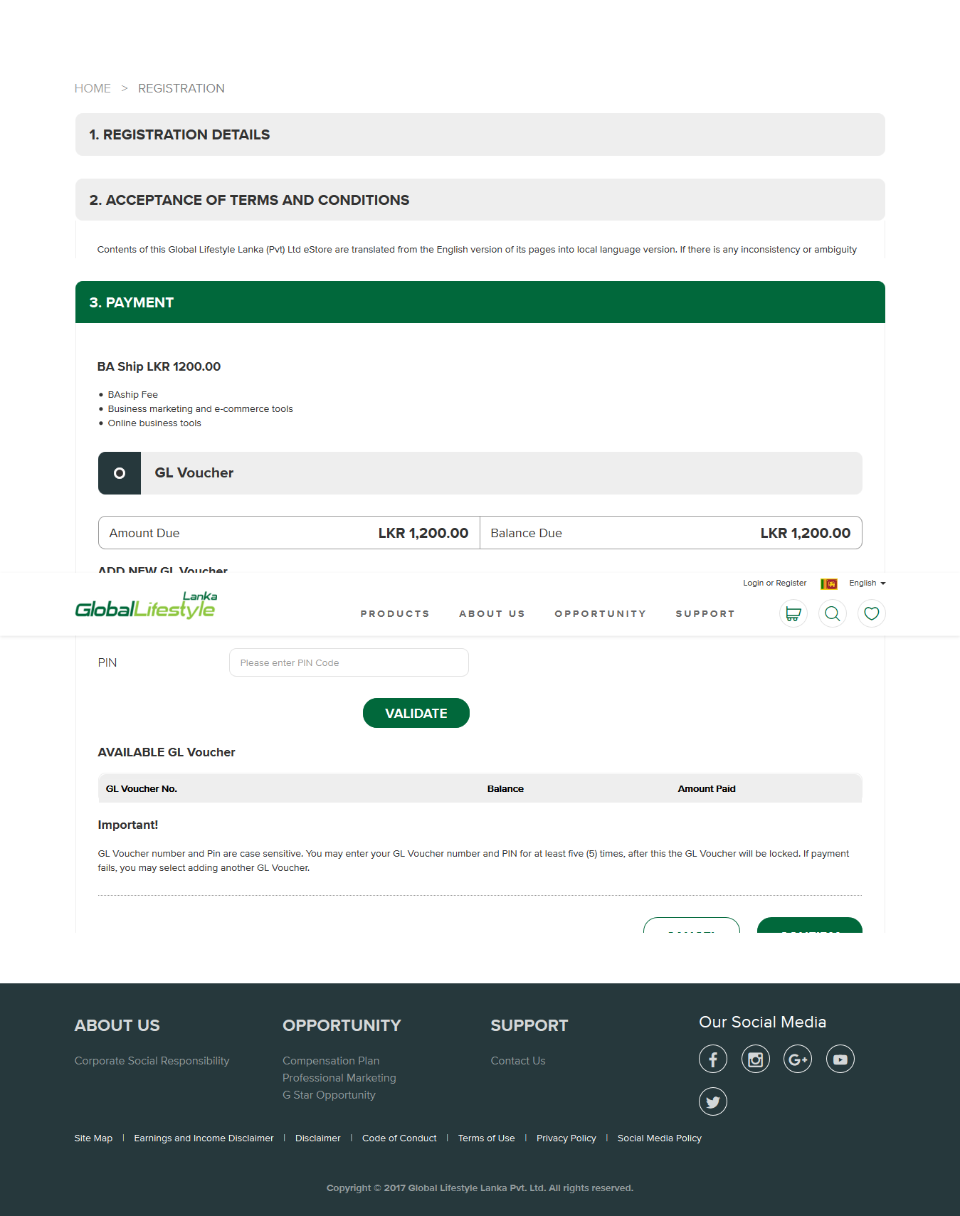 HOME > REGISTRATION
1. REGISTRATION DETAILS
2. ACCEPTANCE OF TERMS AND CONDITIONS
Contents of this Global Lifestyle Lanka (Pvt) Ltd eStore are translated from the English version of its pages into local language version. If there is any inconsistency or ambiguity
3. PAYMENT
BA Ship LKR 1200.00
• BAship Fee
• Business marketing and e-commerce tools
• Online business tools
GL Voucher
Amount Due LKR 1,200.00 Balance Due LKR 1,200.00
ADD NEW GL Voucher
Login or Register English
GlobalLifestyle Lanka
PRODUCTS ABOUT US OPPORTUNITY SUPPORT
PIN Please enter PIN Code
VALIDATE
AVAILABLE GL Voucher
GL Voucher No. Balance Amount Paid
Important!
GL Voucher number and Pin are case sensitive. You may enter your GL Voucher number and PIN for at least five (5) times, after this the GL Voucher will be locked. If payment
fails, you may select adding another GL Voucher.
CANCEL CONFIRM
ABOUT US OPPORTUNITY SUPPORT Our Social Media
Corporate Social Responsibility Compensation Plan Contact Us
Professional Marketing
G Star Opportunity
Site Map | Earnings and Income Disclaimer | Disclaimer | Code of Conduct | Terms of Use | Privacy Policy | Social Media Policy
Copyright © 2017 Global Lifestyle Lanka Pvt. Ltd. All rights reserved.